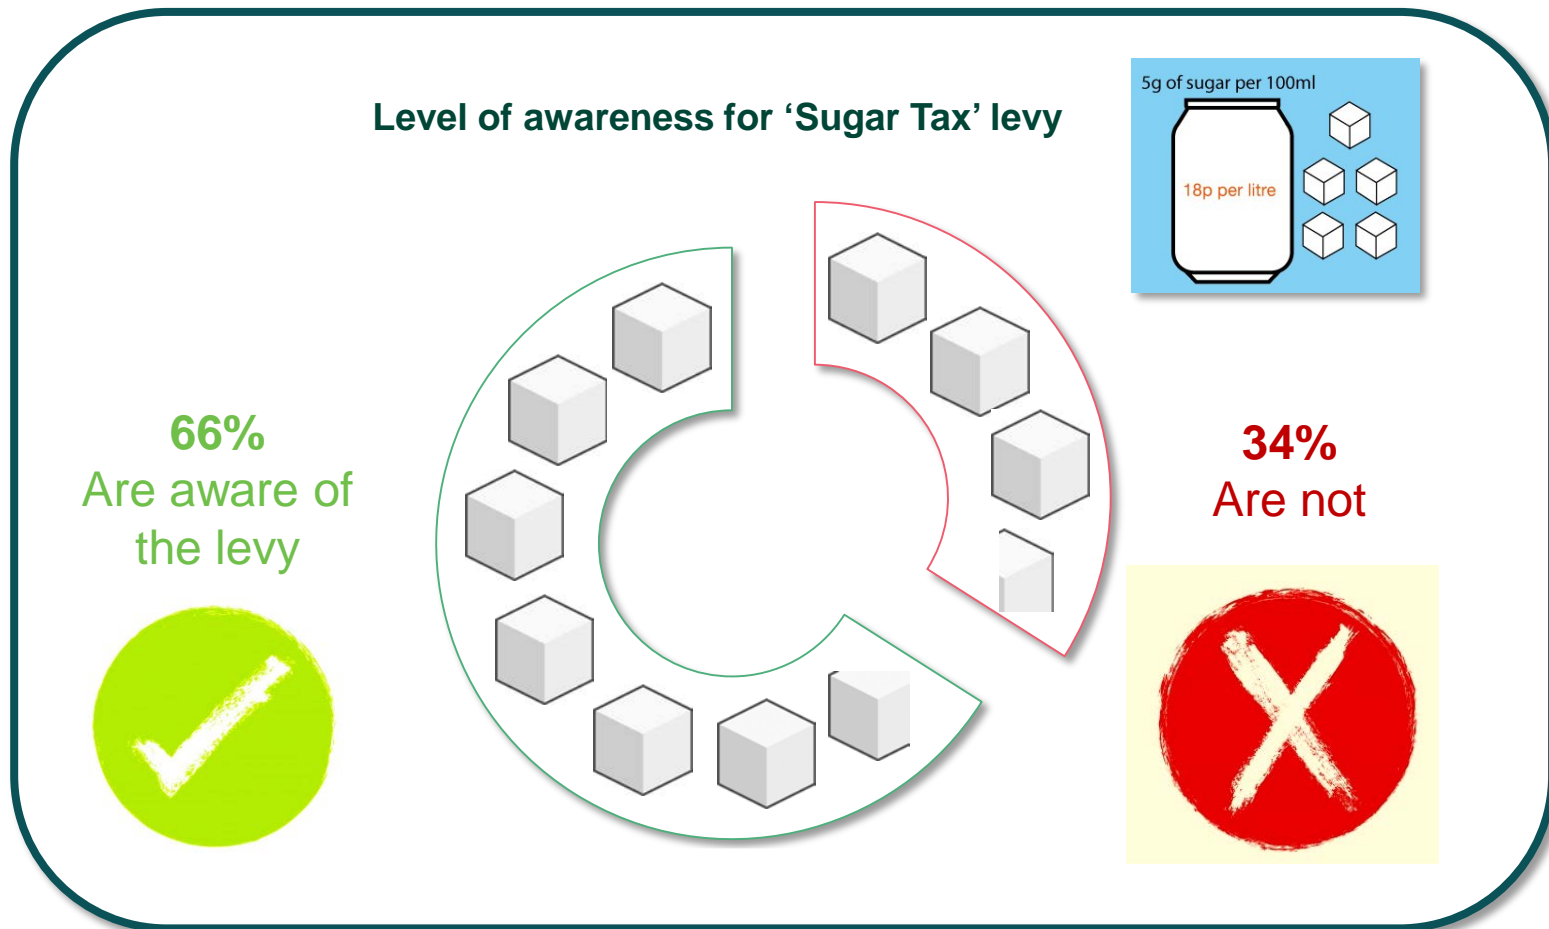 Level of awareness for ‘Sugar Tax’ levy
5g of sugar per 100ml
18p per litre
66%
Are aware of
the levy
34%
Are not